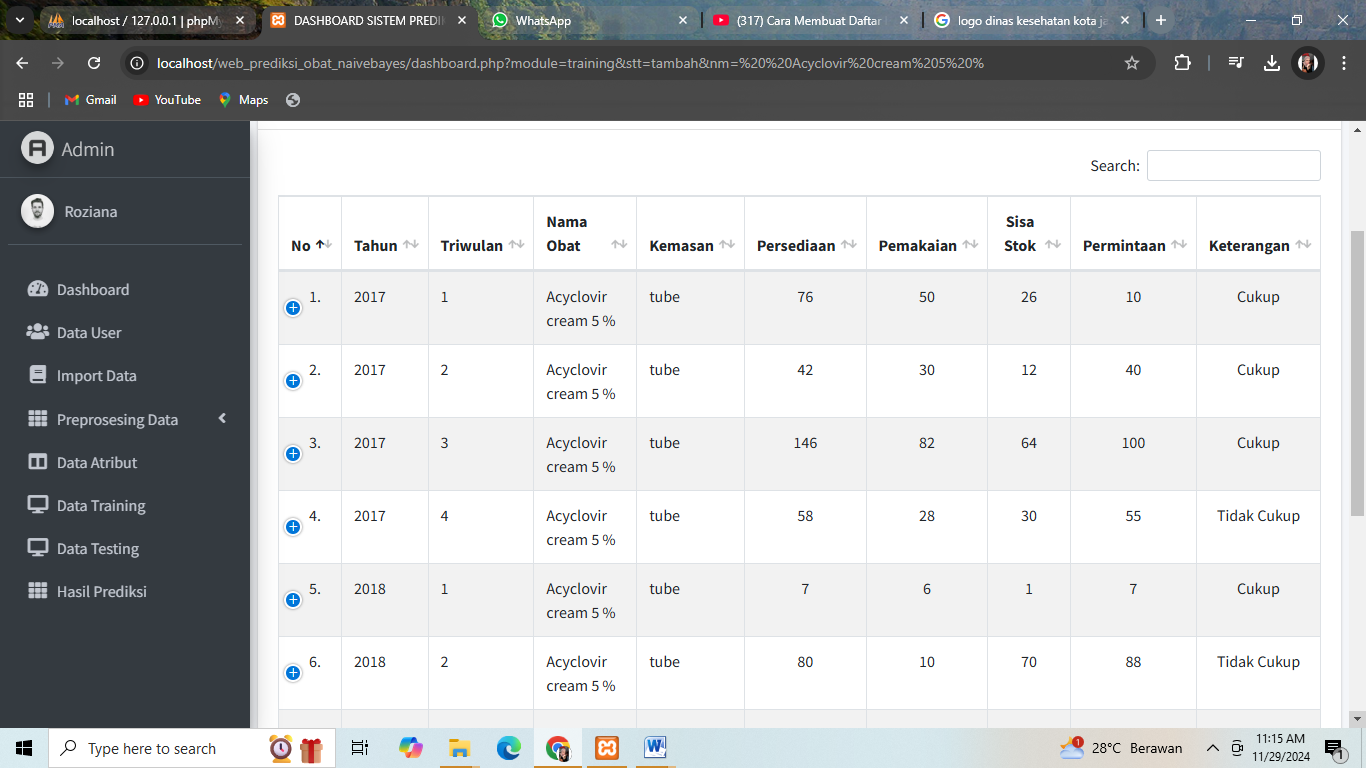 localhost / 127.0.0.1 | phpMy
DASHBOARD SISTEM PREDI
WhatsApp
(317) Cara Membuat Daftar
logo dinas kesehatan kota ja
localhost/web_prediksi_obat_naivebayes/dashboard.php?module=training&stt=tambah&nm=%20%20Acyclovir%20cream%205%20%
Gmail
YouTube
Maps
Admin
Roziana
Dashboard
Data User
Import Data
Preprosesing Data
Data Atribut
Data Training
Data Testing
Hasil Prediksi
Search:
No Tahun Triwulan Nama Obat Kemasan Persediaan Pemakaian Sisa Stok Permintaan Keterangan
1. 2017 1 Acyclovir tube 76 50 26 10 Cukup
cream 5 %
2. 2017 2 Acyclovir tube 42 30 12 40 Cukup
cream 5 %
3. 2017 3 Acyclovir tube 146 82 64 100 Cukup
cream 5 %
4. 2017 4 Acyclovir tube 58 28 30 55 Tidak Cukup
cream 5 %
5. 2018 1 Acyclovir tube 7 6 1 7 Cukup
cream 5 %
6. 2018 2 Acyclovir tube 80 10 70 88 Tidak Cukup
cream 5 %
Type here to search
1
28°C Berawan
11:15 AM
11/29/2024
1